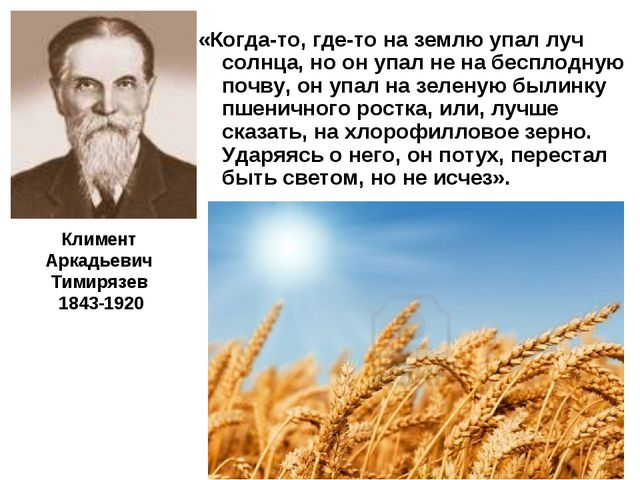 «Когда-то, где-то на землю упал луч
солнца, но он упал не на бесплодную
почву, он упал на зеленую былинку
пшеничного ростка, или, лучше
сказать, на хлорофилловое зерно.
Ударяясь о него, он потух, перестал
быть светом, но не исчез».
Климент
Аркадьевич
Тимирязев
1843-1920